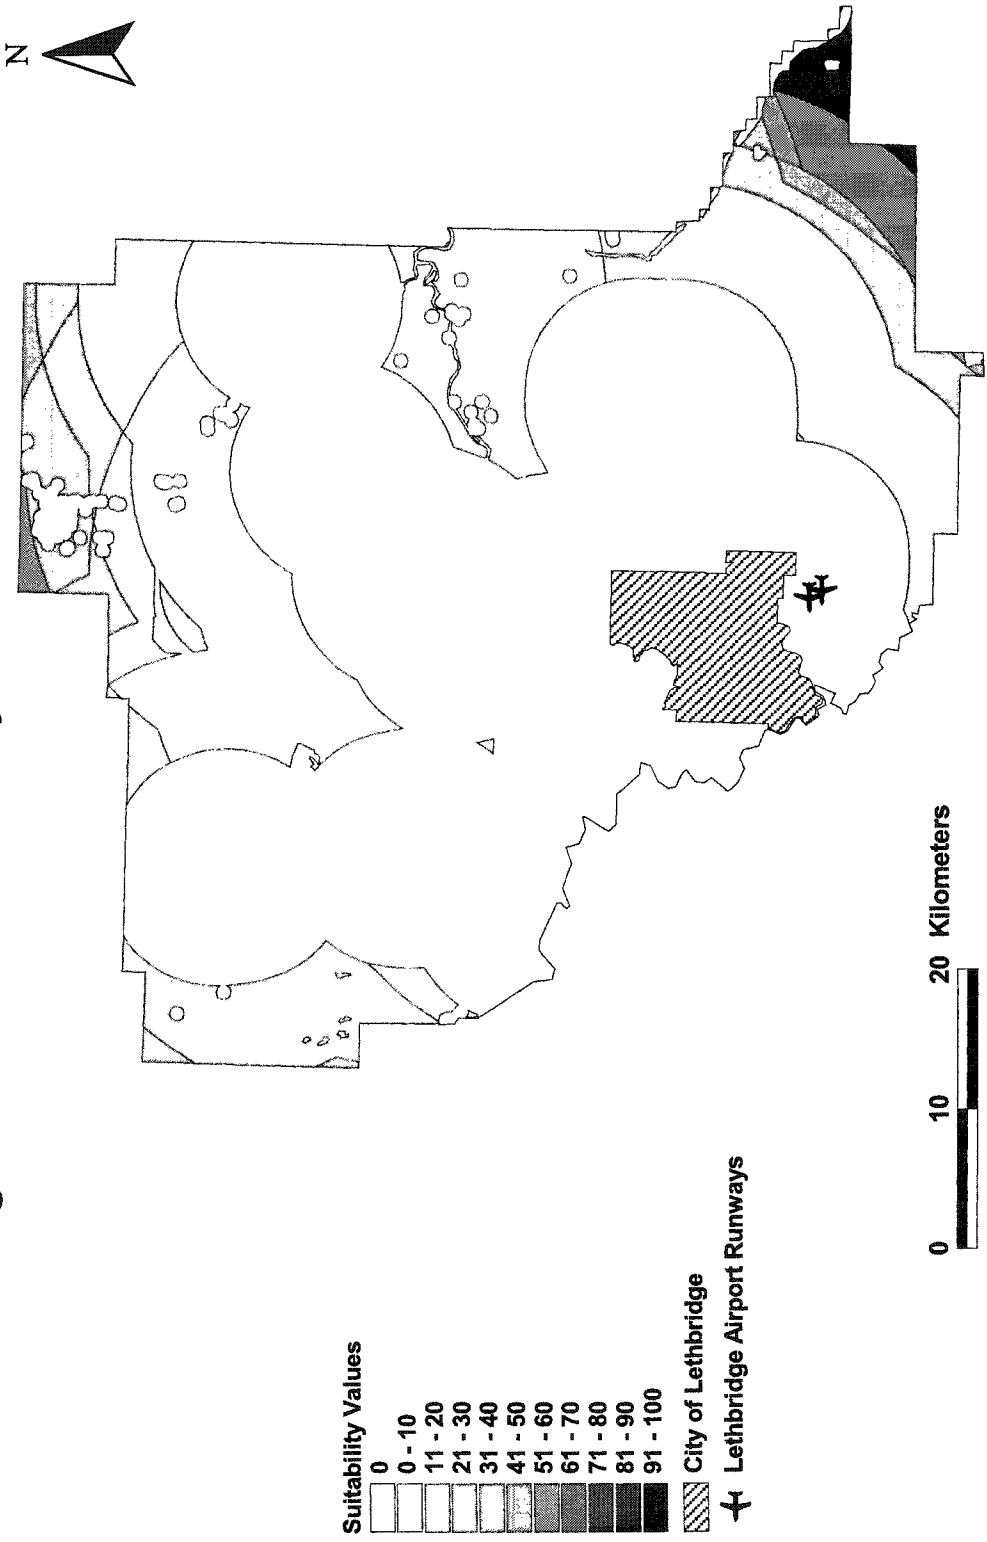 N
Suitability Values
0
0 - 10
11 - 20
21 - 30
31 - 40
41 - 50
51 - 60
61 - 70
71 - 80
81 - 90
91 - 100
City of Lethbridge
Lethbridge Airport Runways
0 10 20 Kilometers